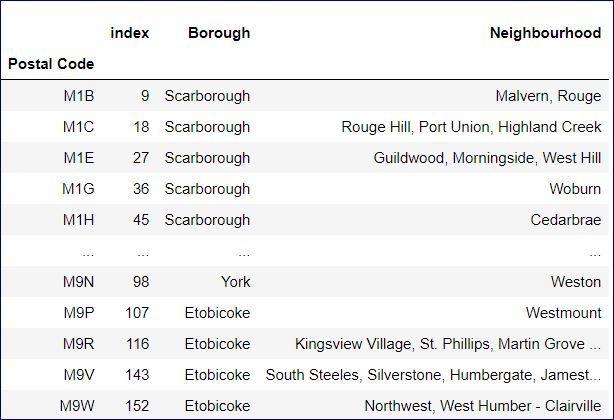 index Borough Neighbourhood
Postal Code
M1B 9 Scarborough Malvern, Rouge
M1C 18 Scarborough Rouge Hill, Port Union, Highland Creek
M1E 27 Scarborough Guildwood, Morningside, West Hill
M1G 36 Scarborough Woburn
M1H 45 Scarborough Cedarbrae
... ... ... ...
M9N 98 York Weston
M9P 107 Etobicoke Westmount
M9R 116 Etobicoke Kingsview Village, St. Phillips, Martin Grove ...
M9V 143 Etobicoke South Steeles, Silverstone, Humbergate, Jamest...
M9W 152 Etobicoke Northwest, West Humber - Clairville